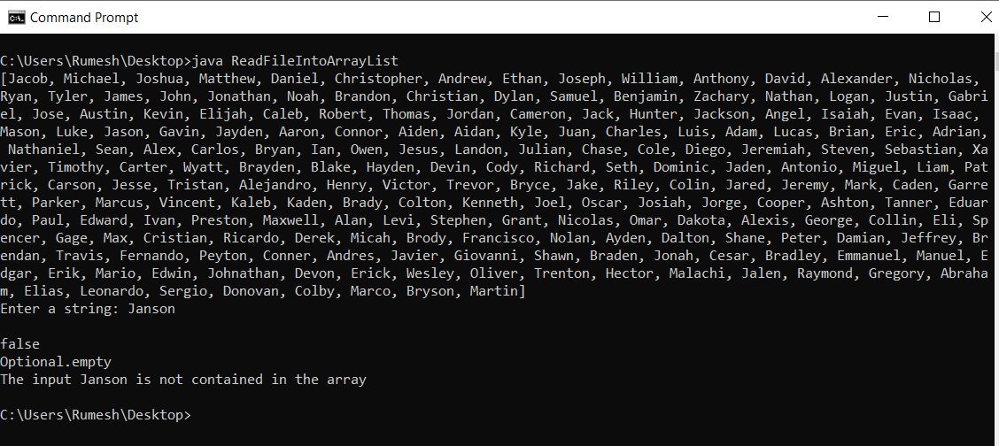 Command Prompt
C:\Users\Rumesh\Desktop>java ReadFileIntoArrayList
[Jacob, Michael, Joshua, Matthew, Daniel, Christopher, Andrew, Ethan, Joseph, William, Anthony, David, Alexander, Nicholas,
Ryan, Tyler, James, John, Jonathan, Noah, Brandon, Christian, Dylan, Samuel, Benjamin, Zachary, Nathan, Logan, Justin, Gabri
el, Jose, Austin, Kevin, Elijah, Caleb, Robert, Thomas, Jordan, Cameron, Jack, Hunter, Jackson, Angel, Isaiah, Evan, Isaac,
Mason, Luke, Jason, Gavin, Jayden, Aaron, Connor, Aiden, Aidan, Kyle, Juan, Charles, Luis, Adam, Lucas, Brian, Eric, Adrian,
 Nathaniel, Sean, Alex, Carlos, Bryan, Ian, Owen, Jesus, Landon, Julian, Chase, Cole, Diego, Jeremiah, Steven, Sebastian, Xa
vier, Timothy, Carter, Wyatt, Brayden, Blake, Hayden, Devin, Cody, Richard, Seth, Dominic, Jaden, Antonio, Miguel, Liam, Pat
rick, Carson, Jesse, Tristan, Alejandro, Henry, Victor, Trevor, Bryce, Jake, Riley, Colin, Jared, Jeremy, Mark, Caden, Garre
tt, Parker, Marcus, Vincent, Kaleb, Kaden, Brady, Colton, Kenneth, Joel, Oscar, Josiah, Jorge, Cooper, Ashton, Tanner, Eduar
do, Paul, Edward, Ivan, Preston, Maxwell, Alan, Levi, Stephen, Grant, Nicolas, Omar, Dakota, Alexis, George, Collin, Eli, Sp
encer, Gage, Max, Cristian, Ricardo, Derek, Micah, Brody, Francisco, Nolan, Ayden, Dalton, Shane, Peter, Damian, Jeffrey, Br
endan, Travis, Fernando, Peyton, Conner, Andres, Javier, Giovanni, Shawn, Braden, Jonah, Cesar, Bradley, Emmanuel, Manuel, E
dgar, Erik, Mario, Edwin, Johnathan, Devon, Erick, Wesley, Oliver, Trenton, Hector, Malachi, Jalen, Raymond, Gregory, Abraha
m, Elias, Leonardo, Sergio, Donovan, Colby, Marco, Bryson, Martin]
Enter a string: Janson
false
Optional.empty
The input Janson is not contained in the array
C:\Users\Rumesh\Desktop>